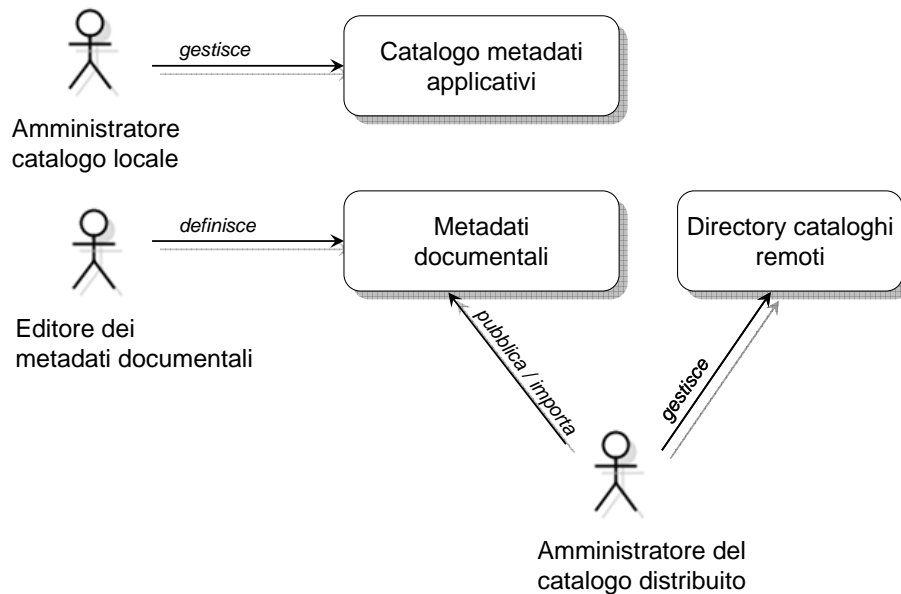 gestisce
Catalogo metadati
applicativi
Amministratore
catalogo locale
definisce
Metadati
documentali
Directory cataloghi
remoti
Editore dei
metadati documentali
pubblica / importa
gestisce
Amministratore del
catalogo distribuito